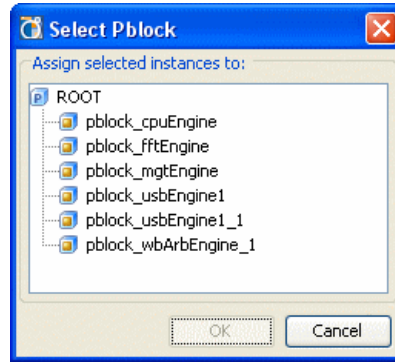 Select Pblock
Assign selected instances to:
P ROOT
pblock_cpuEngine
pblock_fftEngine
pblock_mgtEngine
pblock_usbEngine1
pblock_usbEngine1_1
pblock_wbArbEngine_1
OK Cancel